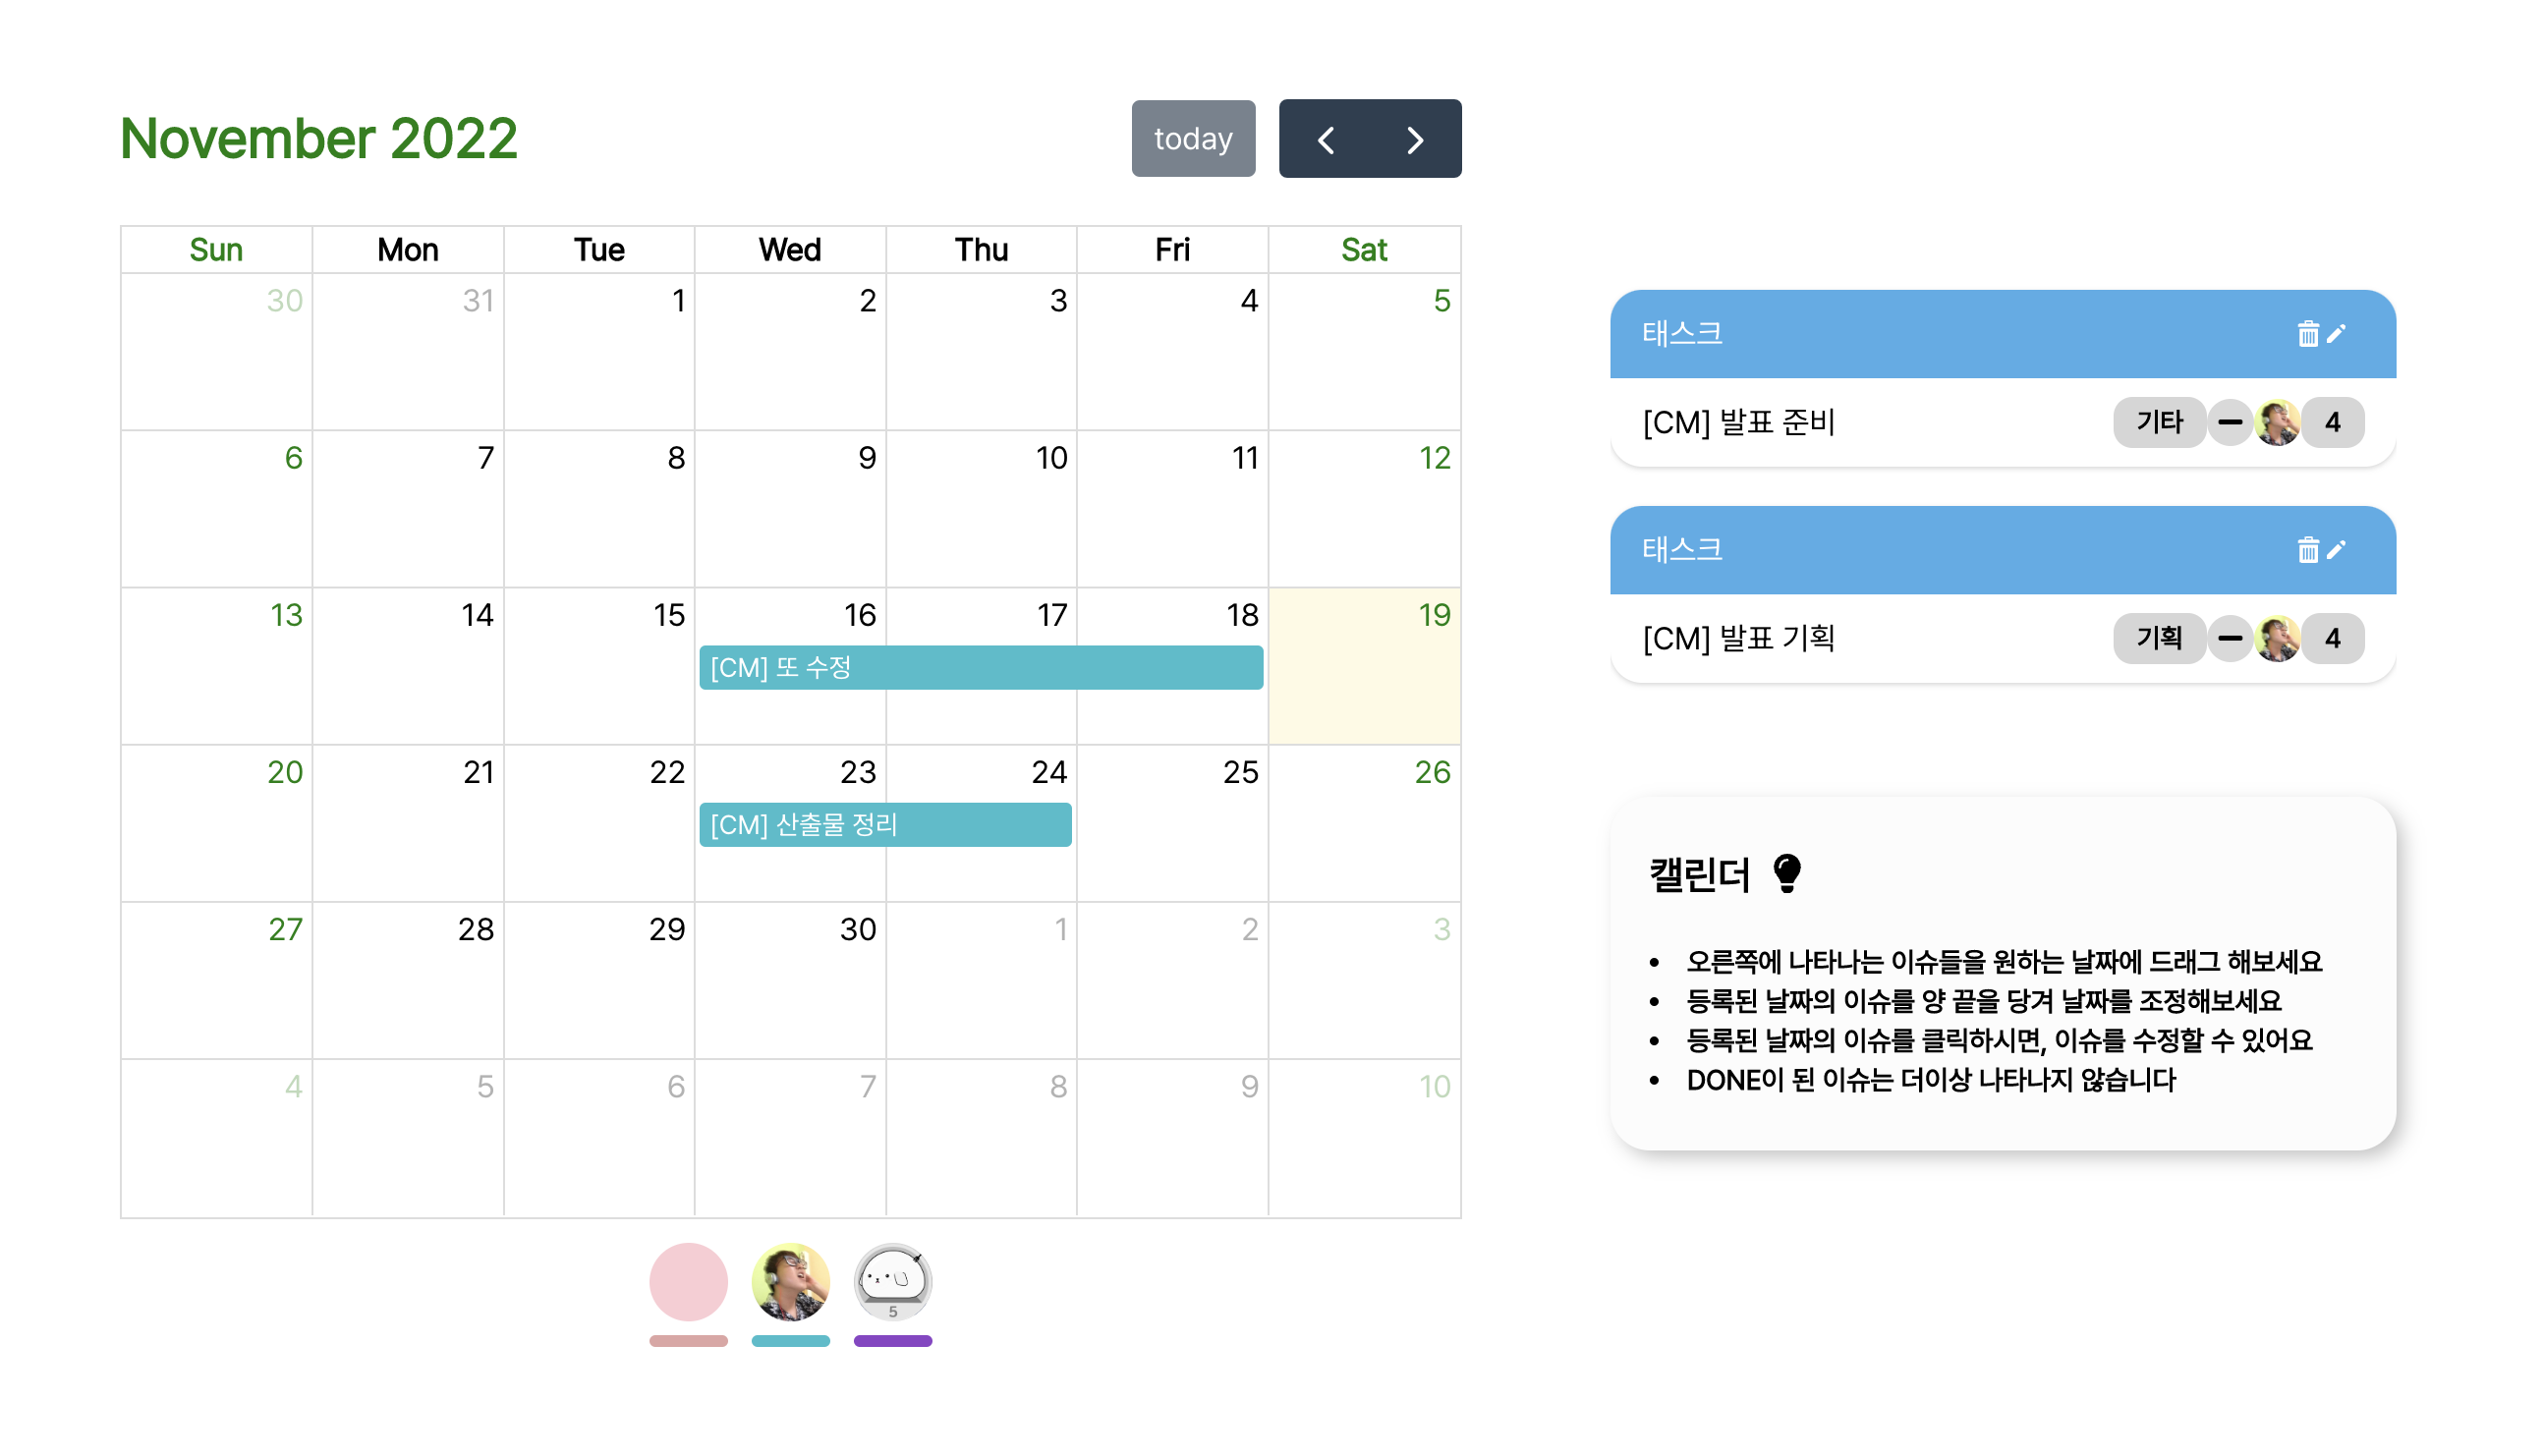 November 2022
today
Sun Mon Tue Wed Thu Fri Sat
30 31 1 2 3 4 5
6 7 8 9 10 11 12
13 14 15 16 17 18 19
[CM] 또 수정
20 21 22 23 24 25 26
[CM] 산출물 정리
27 28 29 30 1 2 3
4 5 6 7 8 9 10
5
태스크
[CM] 발표 준비 기타 4
태스크
[CM] 발표 기획 기획 4
캘린더
• 오른쪽에 나타나는 이슈들을 원하는 날짜에 드래그 해보세요
• 등록된 날짜의 이슈를 양 끝을 당겨 날짜를 조정해보세요
• 등록된 날짜의 이슈를 클릭하시면, 이슈를 수정할 수 있어요
• DONE이 된 이슈는 더이상 나타나지 않습니다